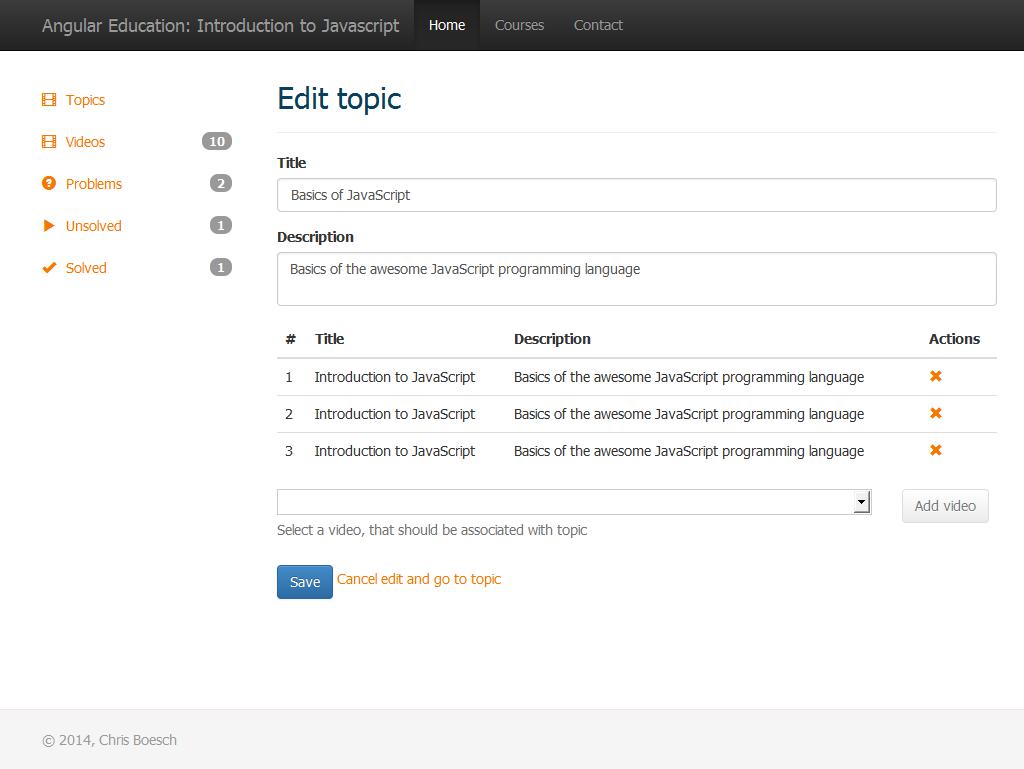 Angular Education: Introduction to Javascript Home Courses Contact
Topics
Videos 10
Problems 2
Unsolved 1
Solved 1
Edit topic
Title
Basics of JavaScript
Description
Basics of the awesome JavaScript programming language
# Title Description Actions
1 Introduction to JavaScript Basics of the awesome JavaScript programming language
2 Introduction to JavaScript Basics of the awesome JavaScript programming language
3 Introduction to JavaScript Basics of the awesome JavaScript programming language
Add video
Select a video, that should be associated with topic
Save Cancel edit and go to topic
© 2014, Chris Boesch